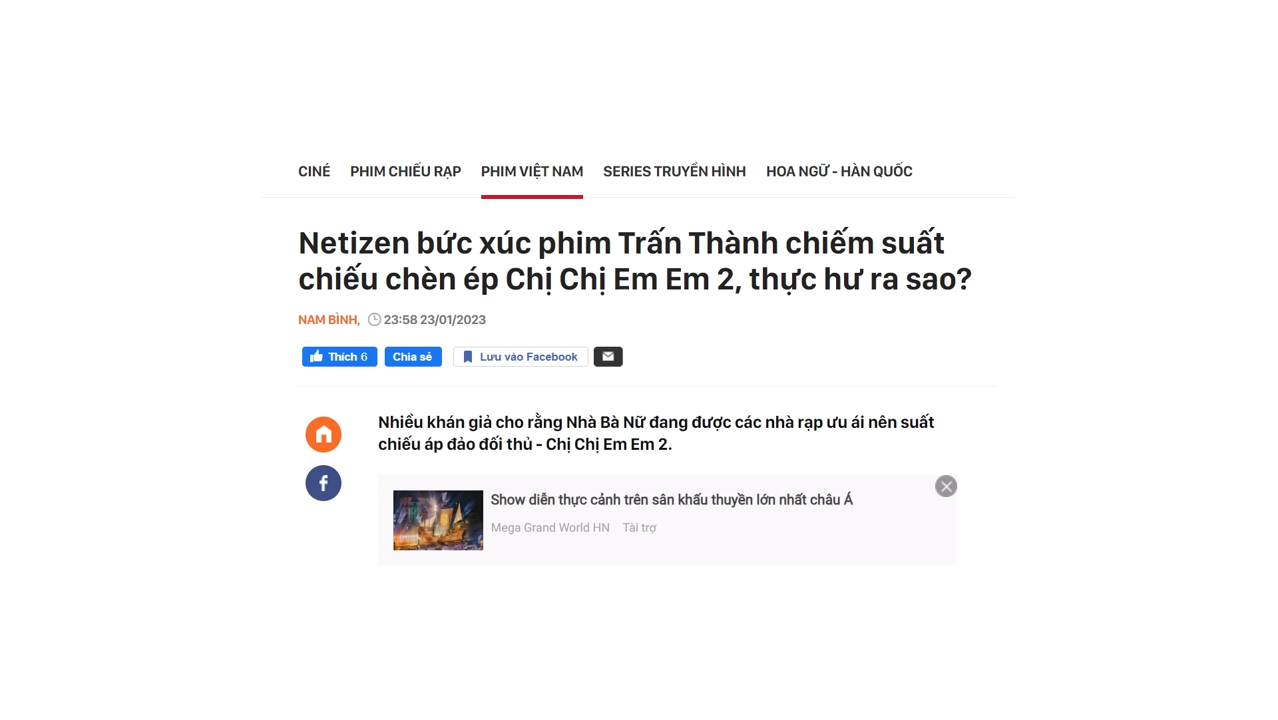 CINÉ PHIM CHIẾU RẠP PHIM VIỆT NAM SERIES TRUYỀN HÌNH HOA NGỮ - HÀN QUỐC
Netizen bức xúc phim Trấn Thành chiếm suất
chiếu chèn ép Chị Chị Em Em 2, thực hư ra sao?
NAM BÌNH, 23:58 23/01/2023
Thích 6 Chia sẻ Lưu vào Facebook
Nhiều khán giả cho rằng Nhà Bà Nữ đang được các nhà rạp ưu ái nên suất
chiếu áp đảo đối thủ - Chị Chị Em Em 2.
Show diễn thực cảnh trên sân khấu thuyền lớn nhất châu Á
Mega Grand World HN Tài trợ